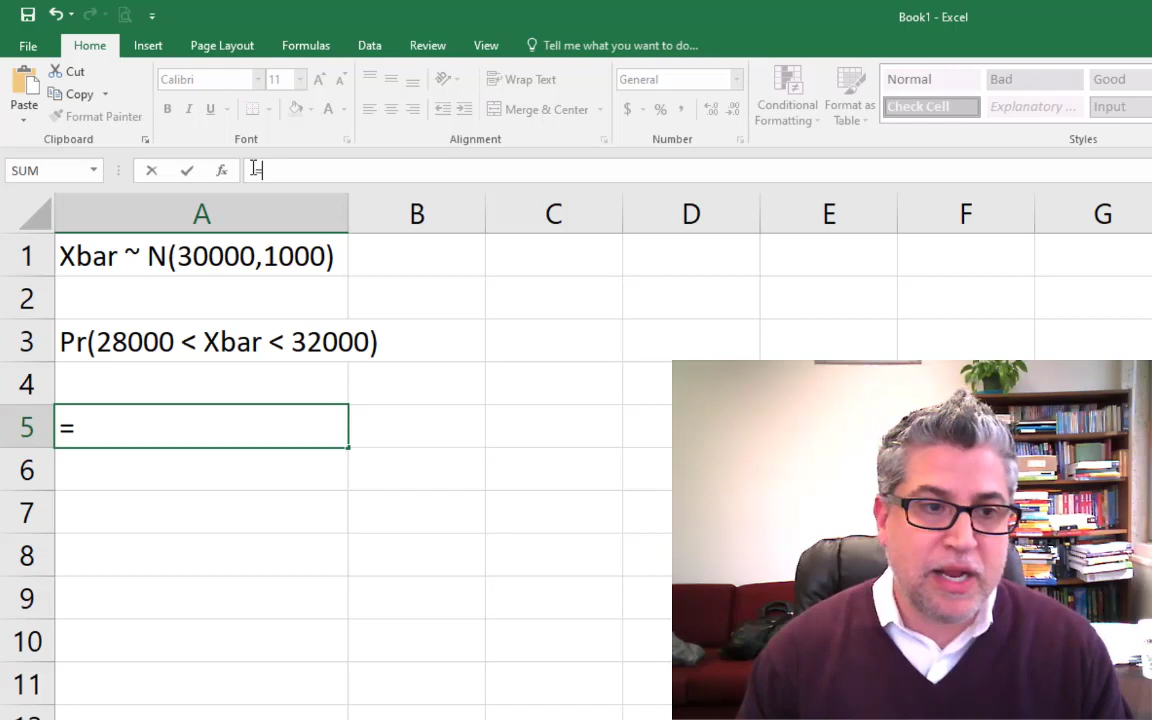 Book1 - Excel
File Home Insert Page Layout Formulas Data Review View Tell me what you want to do...
Cut
Copy
Format Painter
Paste
Clipboard
Calibri 11
B I U
Font
Wrap Text
Merge & Center
Alignment
General
$ % ,
Number
Conditional Formatting
Format as Table
Normal Bad Good
Check Cell Explanatory ... Input
Styles
SUM fx =
A B C D E F G
1 Xbar ~ N(30000,1000)
2
3 Pr(28000 < Xbar < 32000)
4
5 =
6
7
8
9
10
11